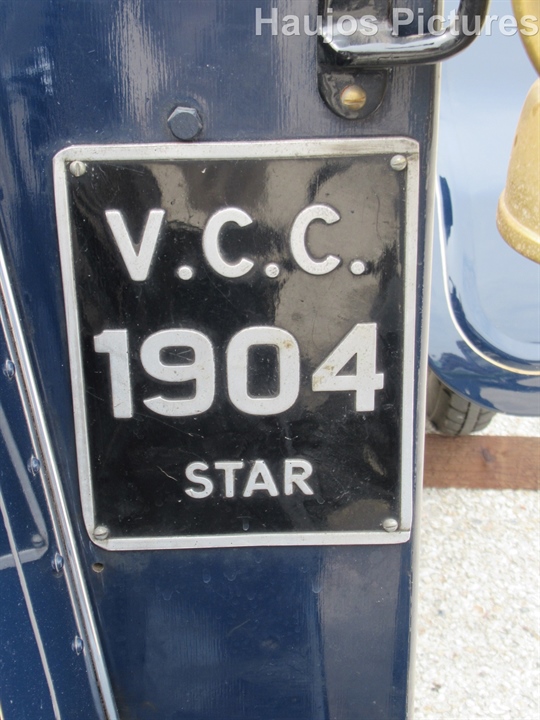 Haujos Pictures
V.C.C.
1904
STAR